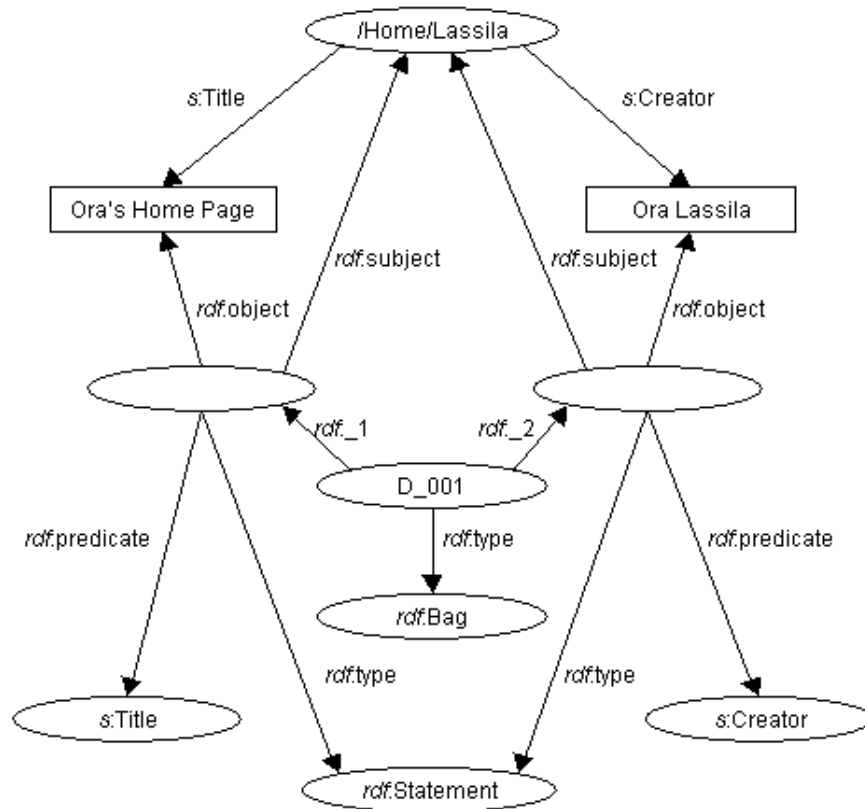 /Home/Lassila
s:Title
s:Creator
Ora's Home Page
Ora Lassila
rdf:subject
rdf:subject
rdf:object
rdf:object
rdf:_1
rdf:_2
D_001
rdf:predicate
rdf:type
rdf:predicate
rdf:Bag
rdf:type
rdf:type
s:Title
s:Creator
rdf:Statement